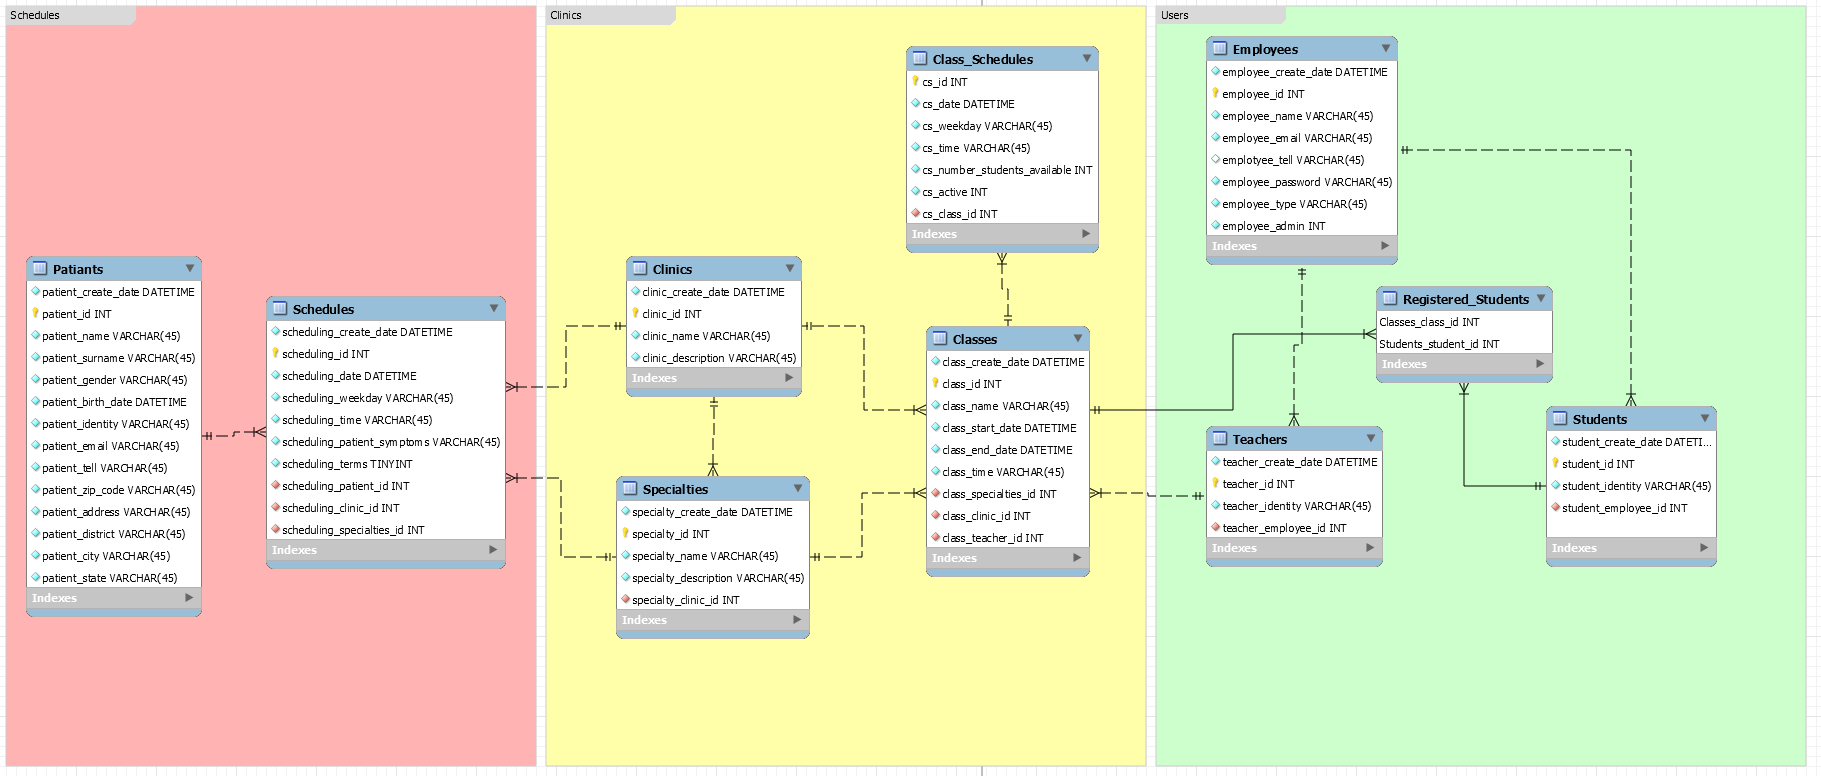 Schedules
Patiants
patient_create_date DATETIME
patient_id INT
patient_name VARCHAR(45)
patient_surname VARCHAR(45)
patient_gender VARCHAR(45)
patient_birth_date DATETIME
patient_identity VARCHAR(45)
patient_email VARCHAR(45)
patient_tell VARCHAR(45)
patient_zip_code VARCHAR(45)
patient_address VARCHAR(45)
patient_district VARCHAR(45)
patient_city VARCHAR(45)
patient_state VARCHAR(45)
Indexes
Schedules
scheduling_create_date DATETIME
scheduling_id INT
scheduling_date DATETIME
scheduling_weekday VARCHAR(45)
scheduling_time VARCHAR(45)
scheduling_patient_symptoms VARCHAR(45)
scheduling_terms TINYINT
scheduling_patient_id INT
scheduling_clinic_id INT
scheduling_specialties_id INT
Indexes
Clinics
Clinics
clinic_create_date DATETIME
clinic_id INT
clinic_name VARCHAR(45)
clinic_description VARCHAR(45)
Indexes
Specialties
specialty_create_date DATETIME
specialty_id INT
specialty_name VARCHAR(45)
specialty_description VARCHAR(45)
specialty_clinic_id INT
Indexes
Class_Schedules
cs_id INT
cs_date DATETIME
cs_weekday VARCHAR(45)
cs_time VARCHAR(45)
cs_number_students_available INT
cs_active INT
cs_class_id INT
Indexes
Classes
class_create_date DATETIME
class_id INT
class_name VARCHAR(45)
class_start_date DATETIME
class_end_date DATETIME
class_time VARCHAR(45)
class_specialties_id INT
class_clinic_id INT
class_teacher_id INT
Indexes
Users
Employees
employee_create_date DATETIME
employee_id INT
employee_name VARCHAR(45)
employee_email VARCHAR(45)
emplotyee_tell VARCHAR(45)
employee_password VARCHAR(45)
employee_type VARCHAR(45)
employee_admin INT
Indexes
Registered_Students
Classes_class_id INT
Students_student_id INT
Indexes
Teachers
teacher_create_date DATETIME
teacher_id INT
teacher_identity VARCHAR(45)
teacher_employee_id INT
Indexes
Students
student_create_date DATETI...
student_id INT
student_identity VARCHAR(45)
student_employee_id INT
Indexes